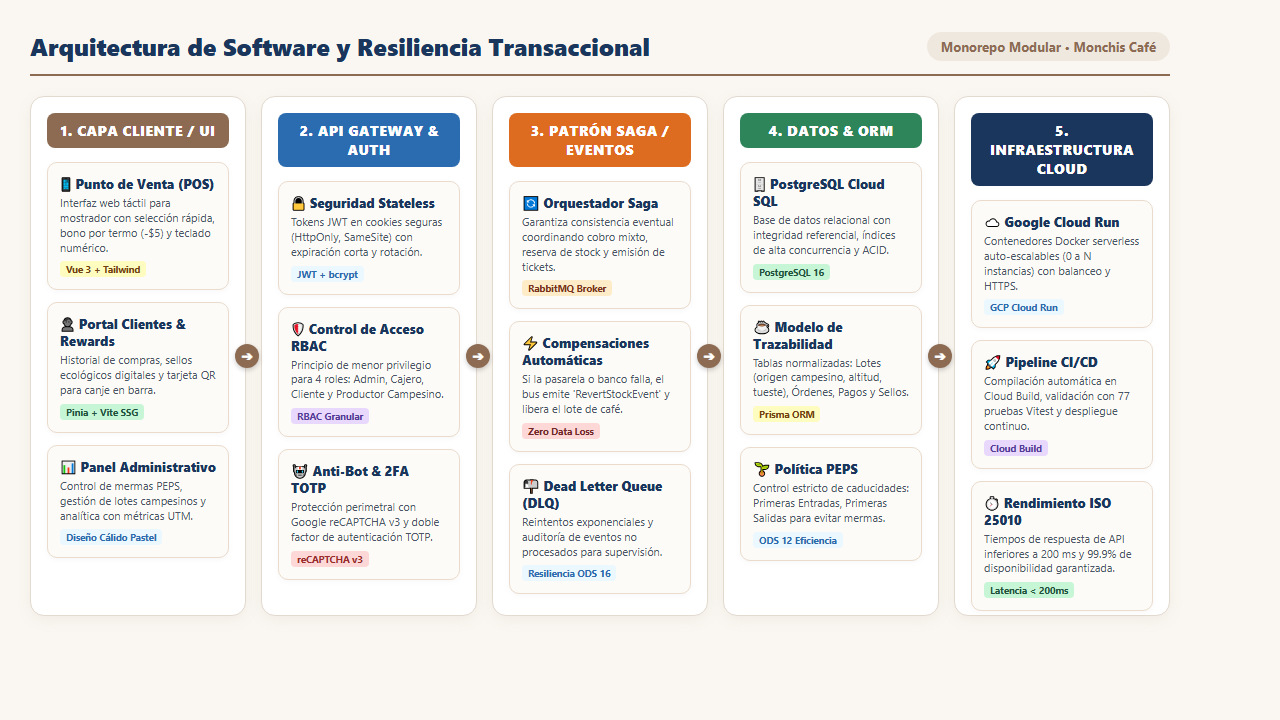 Arquitectura de Software y Resiliencia Transaccional
Monorepo Modular • Monchis Café
1. CAPA CLIENTE / UI
Punto de Venta (POS)
Interfaz web táctil para
mostrador con selección rápida,
bono por termo (-$5) y teclado
numérico.
Vue 3 + Tailwind
Portal Clientes &
Rewards
Historial de compras, sellos
ecológicos digitales y tarjeta QR
para canje en barra.
Pinia + Vite SSG
Panel Administrativo
Control de mermas PEPS,
gestión de lotes campesinos y
analítica con métricas UTM.
Diseño Cálido Pastel
2. API GATEWAY &
AUTH
Seguridad Stateless
Tokens JWT en cookies seguras
(HttpOnly, SameSite) con
expiración corta y rotación.
JWT + bcrypt
Control de Acceso
RBAC
Principio de menor privilegio
para 4 roles: Admin, Cajero,
Cliente y Productor Campesino.
RBAC Granular
Anti-Bot & 2FA
TOTP
Protección perimetral con
Google reCAPTCHA v3 y doble
factor de autenticación TOTP.
reCAPTCHA v3
3. PATRÓN SAGA /
EVENTOS
Orquestador Saga
Garantiza consistencia eventual
coordinando cobro mixto,
reserva de stock y emisión de
tickets.
RabbitMQ Broker
Compensaciones
Automáticas
Si la pasarela o banco falla, el
bus emite `RevertStockEvent` y
libera el lote de café.
Zero Data Loss
Dead Letter Queue
(DLQ)
Reintentos exponenciales y
auditoría de eventos no
procesados para supervisión.
Resiliencia ODS 16
4. DATOS & ORM
PostgreSQL Cloud
SQL
Base de datos relacional con
integridad referencial, índices
de alta concurrencia y ACID.
PostgreSQL 16
Modelo de
Trazabilidad
Tablas normalizadas: Lotes
(origen campesino, altitud,
tueste), Órdenes, Pagos y Sellos.
Prisma ORM
Política PEPS
Control estricto de caducidades:
Primeras Entradas, Primeras
Salidas para evitar mermas.
ODS 12 Eficiencia
5.
INFRAESTRUCTURA
CLOUD
Google Cloud Run
Contenedores Docker serverless
auto-escalables (0 a N
instancias) con balanceo y
HTTPS.
GCP Cloud Run
Pipeline CI/CD
Compilación automática en
Cloud Build, validación con 77
pruebas Vitest y despliegue
continuo.
Cloud Build
Rendimiento ISO
25010
Tiempos de respuesta de API
inferiores a 200 ms y 99.9% de
disponibilidad garantizada.
Latencia < 200ms